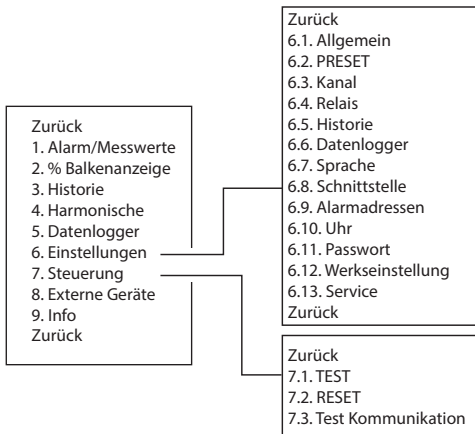 Zurück
1. Alarm/Messwerte
2. % Balkenanzeige
3. Historie
4. Harmonische
5. Datenlogger
6. Einstellungen
7. Steuerung
8. Externe Geräte
9. Info
Zurück
Zurück
6.1. Allgemein
6.2. PRESET
6.3. Kanal
6.4. Relais
6.5. Historie
6.6. Datenlogger
6.7. Sprache
6.8. Schnittstelle
6.9. Alarmadressen
6.10. Uhr
6.11. Passwort
6.12. Werkseinstellung
6.13. Service
Zurück
Zurück
7.1. TEST
7.2. RESET
7.3. Test Kommunikation